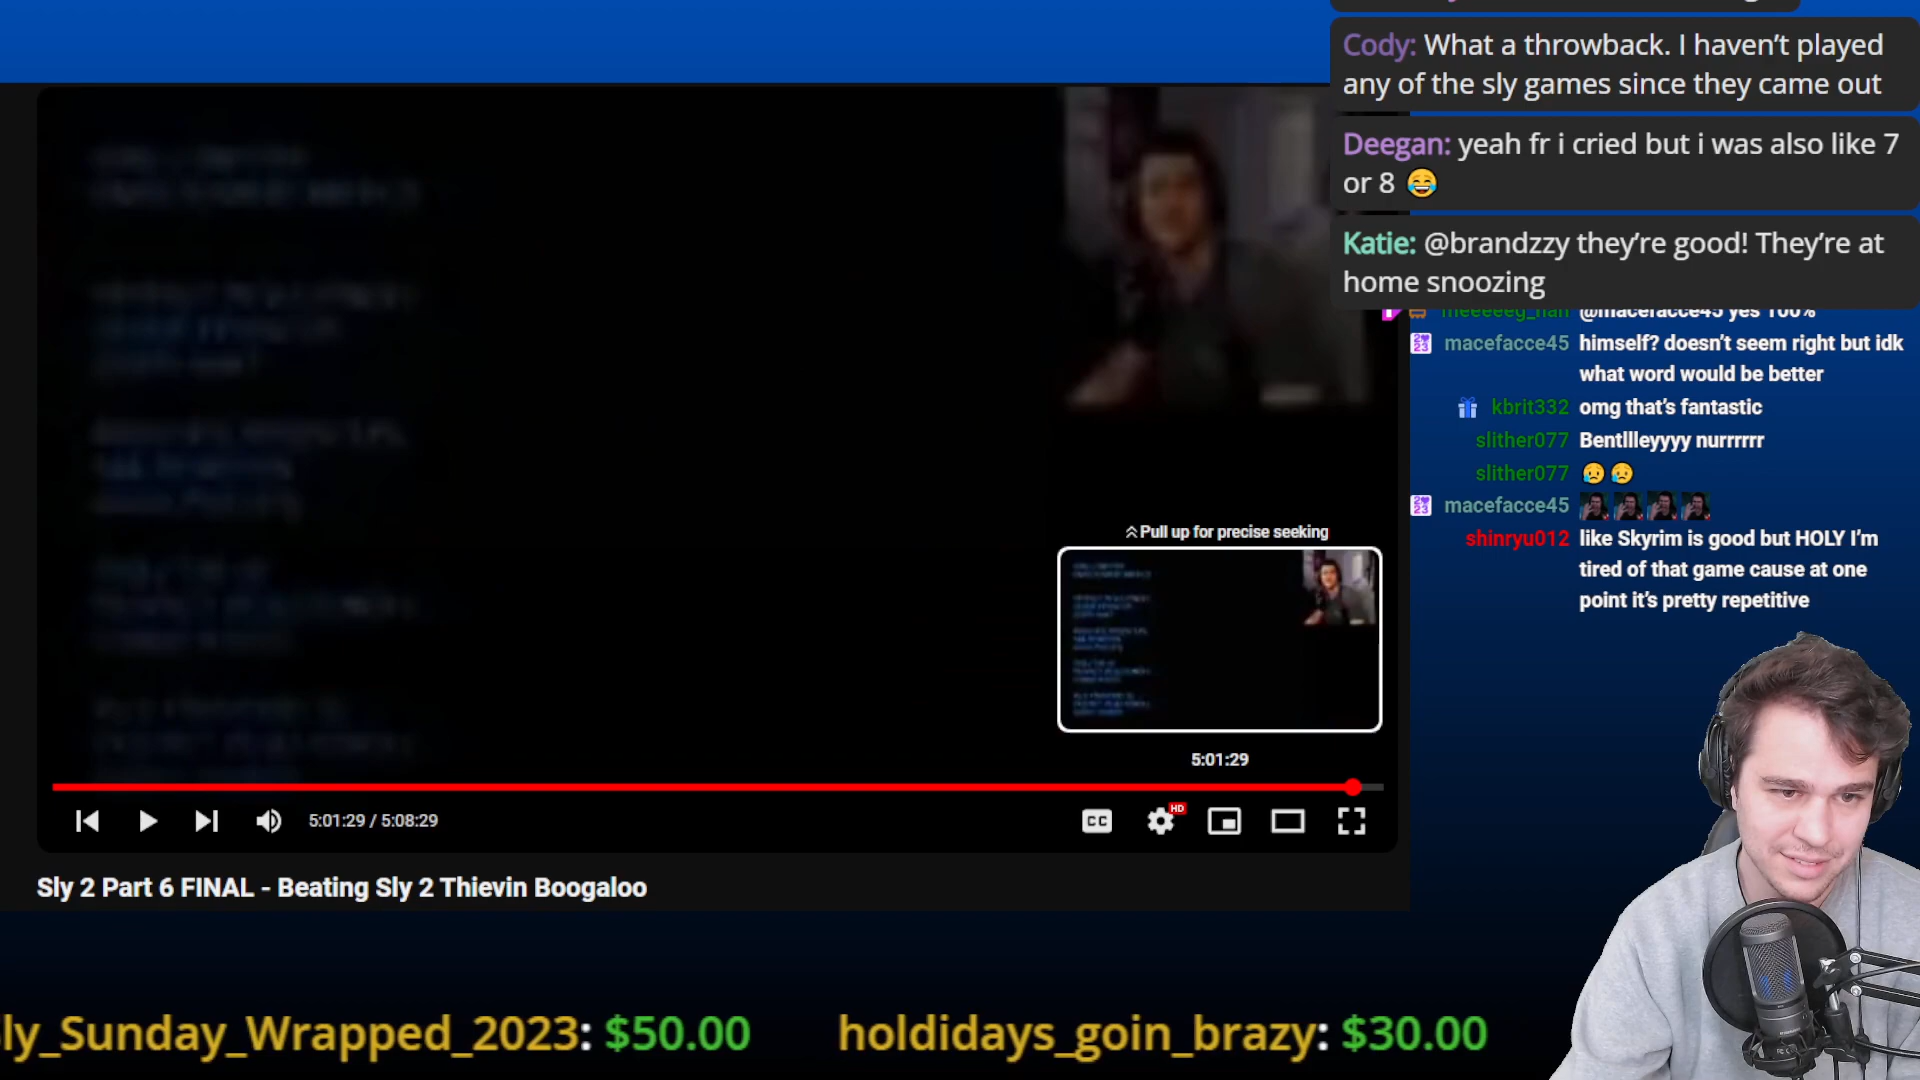 Cody: What a throwback. I haven't played
any of the sly games since they came out
Deegan: yeah fr i cried but i was also like 7
or 8 😂
Katie: @brandzzy they're good! They're at
home snoozing
@macefacce45 yes 100%
macefacce45 himself? doesn't seem right but idk
what word would be better
kbrit332 omg that's fantastic
slither077 Bentllleyyyy nurrrrrr
slither077 😥😥
macefacce45
shinryu012 like Skyrim is good but HOLY I'm
tired of that game cause at one
point it's pretty repetitive
Pull up for precise seeking
5:01:29
5:01:29 / 5:08:29
CC
HD
Sly 2 Part 6 FINAL - Beating Sly 2 Thievin Boogaloo
ly_Sunday_Wrapped_2023: $50.00 holdidays_goin_brazy: $30.00